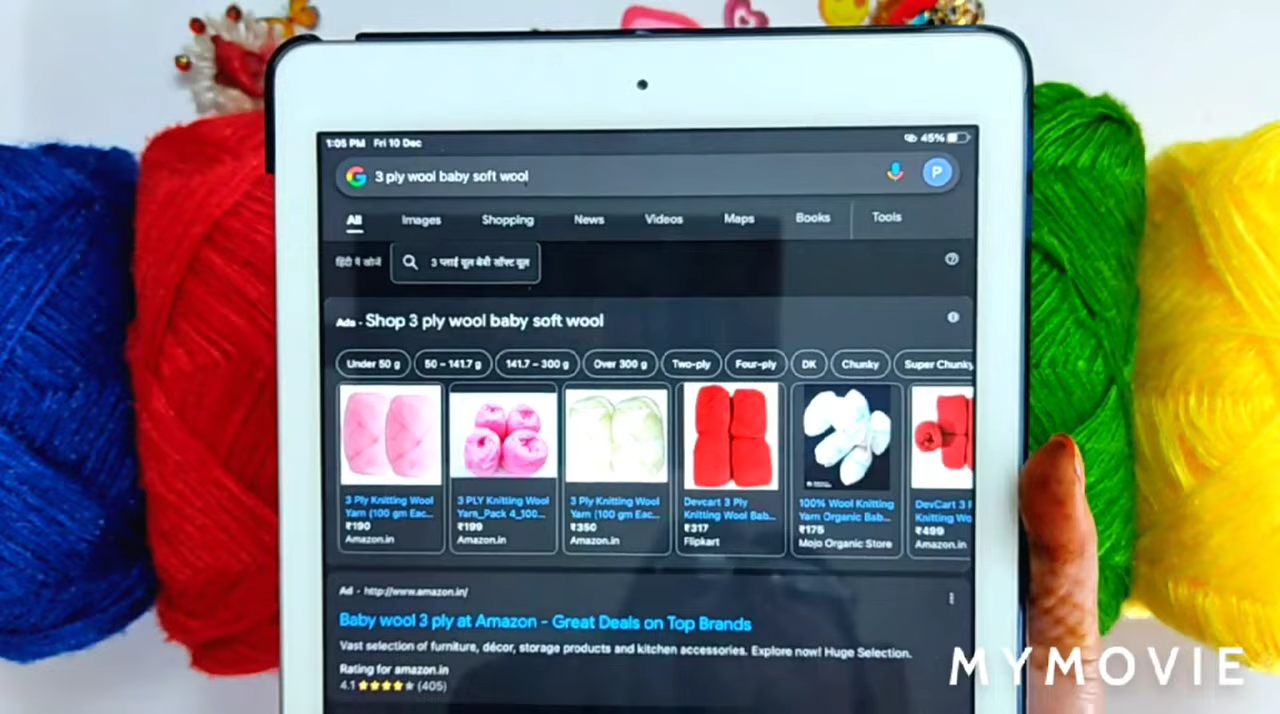 1:05 PM Fri 10 Dec 45%
3 ply wool baby soft wool P
All Images Shopping News Videos Maps Books Tools
हिंदी में खोजें 3 प्लाई वूल बेबी सॉफ्ट वूल
Ads · Shop 3 ply wool baby soft wool
Under 50 g 50 – 141.7 g 141.7 – 300 g Over 300 g Two-ply Four-ply DK Chunky Super Chunky
3 Ply Knitting Wool
Yarn (100 gm Eac...
₹190
Amazon.in
3 PLY Knitting Wool
Yarn_Pack 4_100...
₹199
Amazon.in
3 Ply Knitting Wool
Yarn (100 gm Eac...
₹350
Amazon.in
Devcart 3 Ply
Knitting Wool Bab...
₹317
Flipkart
100% Wool Knitting
Yarn Organic Bab...
₹175
Mojo Organic Store
DevCart 3
Knitting Wo
₹499
Amazon.in
Ad · http://www.amazon.in/
Baby wool 3 ply at Amazon - Great Deals on Top Brands
Vast selection of furniture, décor, storage products and kitchen accessories. Explore now! Huge Selection.
Rating for amazon.in
4.1 ★★★★★ (405)
MYMOVIE